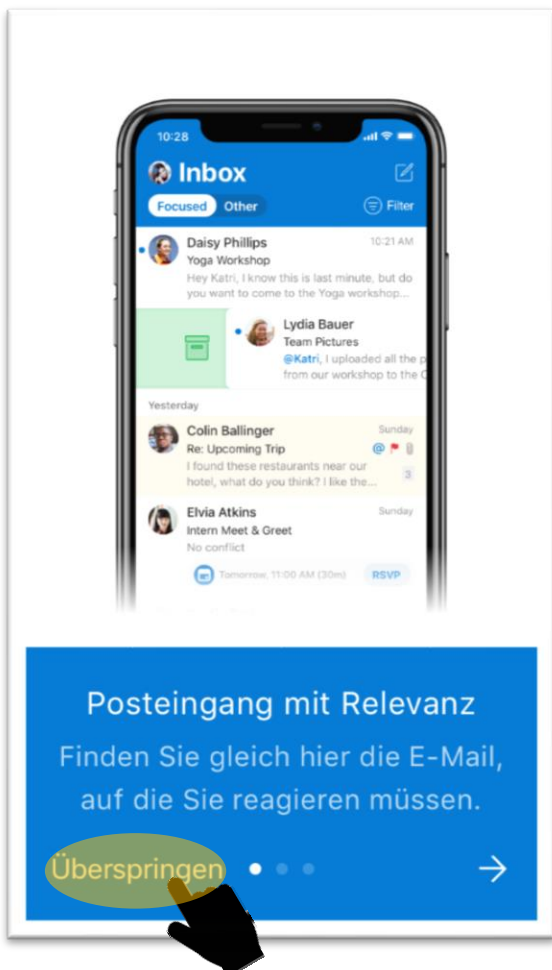 10:28
Inbox
Focused Other Filter
Daisy Phillips 10:21 AM
Yoga Workshop
Hey Katri, I know this is last minute, but do
you want to come to the Yoga workshop...
Lydia Bauer
Team Pictures
@Katri, I uploaded all the p
from our workshop to the
Yesterday
Colin Ballinger Sunday
Re: Upcoming Trip @
I found these restaurants near our
hotel, what do you think? I like the... 3
Elvia Atkins Sunday
Intern Meet & Greet
No conflict
Tomorrow, 11:00 AM (30m) RSVP
Posteingang mit Relevanz
Finden Sie gleich hier die E-Mail,
auf die Sie reagieren müssen.
Überspringen